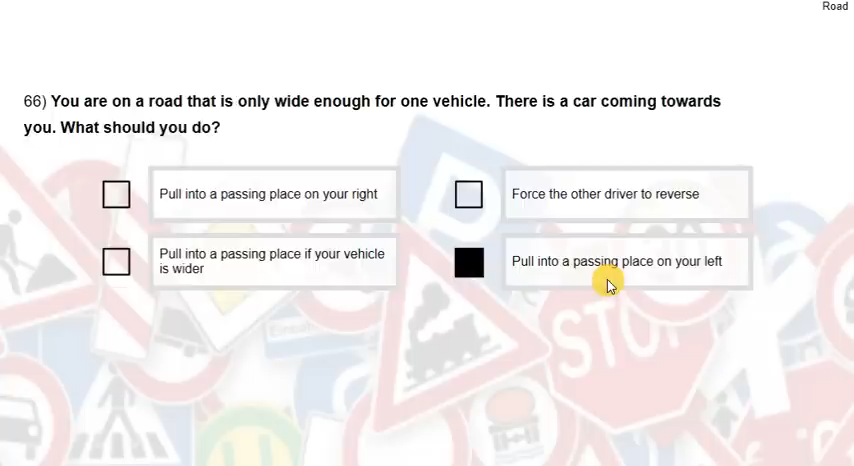 Road
66) You are on a road that is only wide enough for one vehicle. There is a car coming towards
you. What should you do?
Pull into a passing place on your right
Force the other driver to reverse
Pull into a passing place if your vehicle
is wider
Pull into a passing place on your left
P
STOP